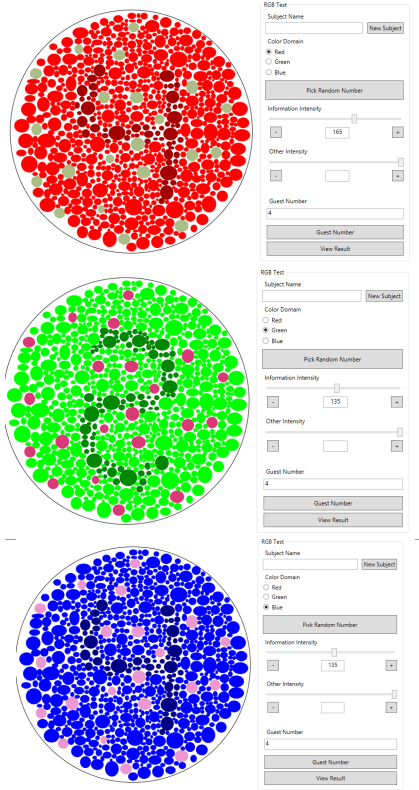 4
RGB Test
Subject Name
New Subject
Color Domain
Red
Green
Blue
Pick Random Number
Information Intensity
- 165 +
Other Intensity
- +
Guest Number
4
Guest Number
View Result
RGB Test
Subject Name
New Subject
Color Domain
Red
Green
Blue
Pick Random Number
Information Intensity
- 135 +
Other Intensity
- +
Guest Number
4
Guest Number
View Result
4
RGB Test
Subject Name
New Subject
Color Domain
Red
Green
Blue
Pick Random Number
Information Intensity
- 135 +
Other Intensity
- +
Guest Number
4
Guest Number
View Result